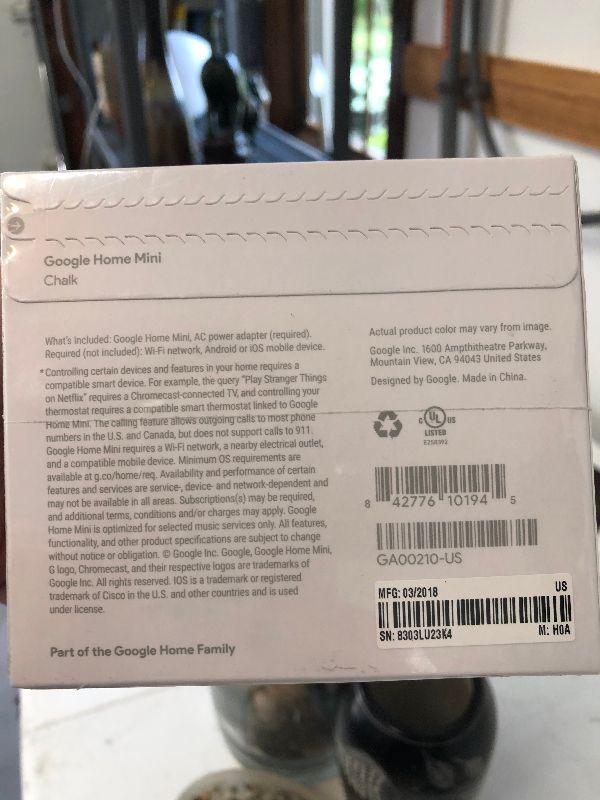 Google Home Mini
Chalk
What's Included: Google Home Mini, AC power adapter (required).
Required (not included): Wi-Fi network, Android or iOS mobile device.
*Controlling certain devices and features in your home requires a
compatible smart device. For example, the query "Play Stranger Things
on Netflix" requires a Chromecast-connected TV, and controlling your
thermostat requires a compatible smart thermostat linked to Google
Home Mini. The calling feature allows outgoing calls to most phone
numbers in the U.S. and Canada, but does not support calls to 911.
Google Home Mini requires a Wi-Fi network, a nearby electrical outlet,
and a compatible mobile device. Minimum OS requirements are
available at g.co/home/req. Availability and performance of certain
features and services are service-, device- and network-dependent and
may not be available in all areas. Subscriptions(s) may be required,
and additional terms, conditions and/or charges may apply. Google
Home Mini is optimized for selected music services only. All features,
functionality, and other product specifications are subject to change
without notice or obligation. © Google Inc. Google, Google Home Mini,
G logo, Chromecast, and their respective logos are trademarks of
Google Inc. All rights reserved. IOS is a trademark or registered
trademark of Cisco in the U.S. and other countries and is used
under license.
Part of the Google Home Family
Actual product color may vary from image.
Google Inc. 1600 Ampthitheatre Parkway,
Mountain View, CA 94043 United States
Designed by Google. Made in China.
C UL US
LISTED
E258392
8 42776 10194 5
GA00210-US
MFG: 03/2018 US
SN: 8303LU23K4 M: H0A